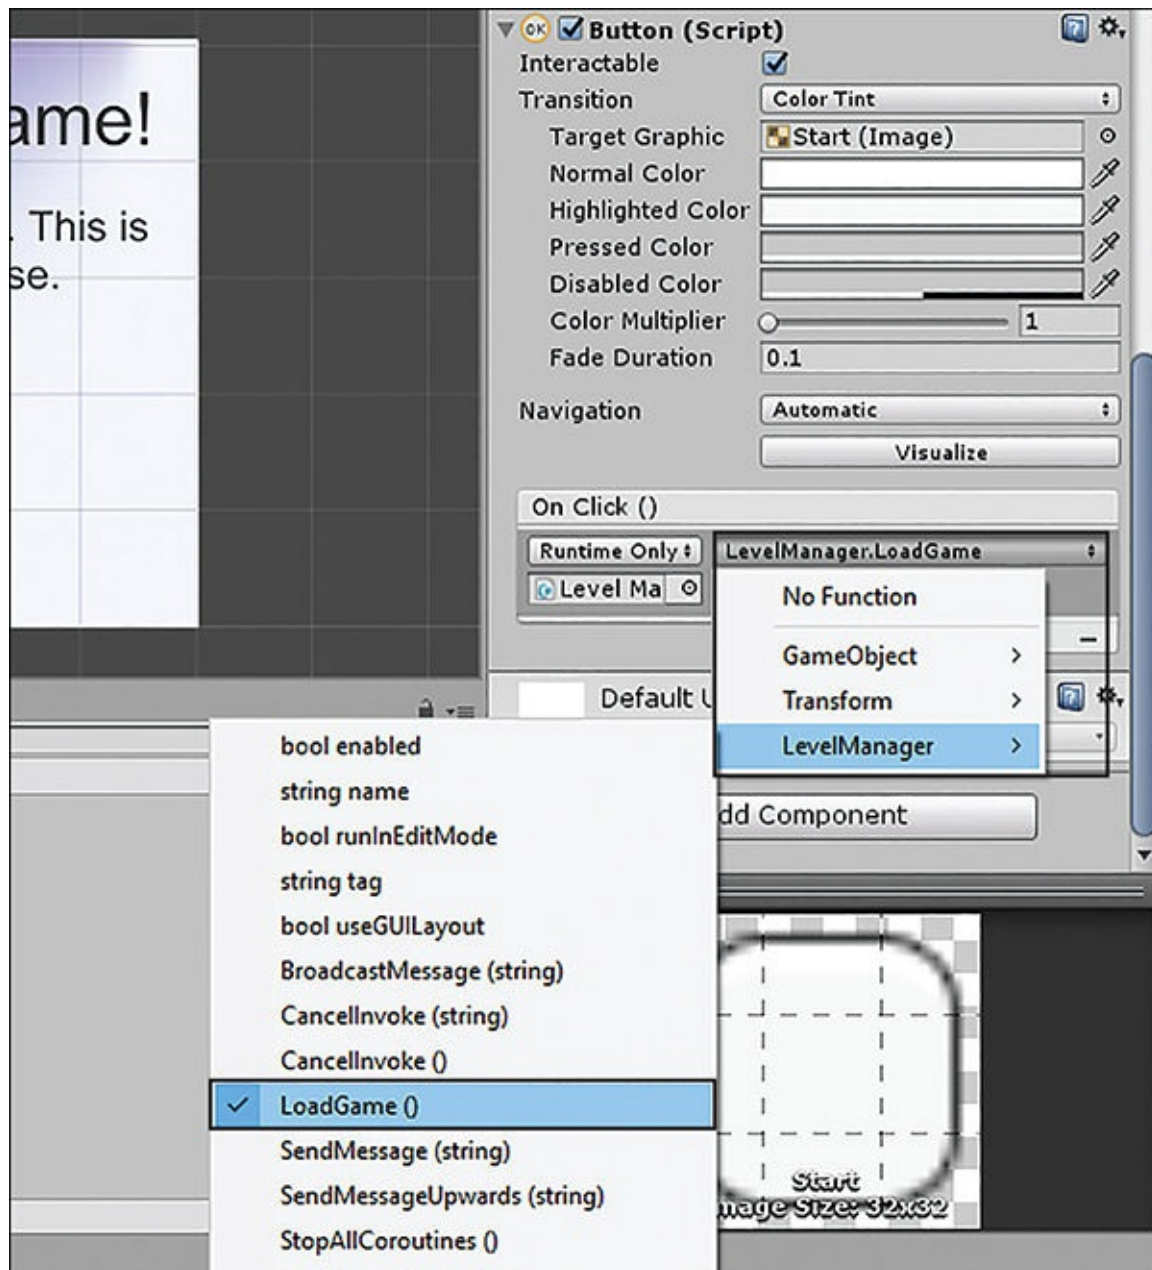 ame!
. This is
se.
OK Button (Script)
Interactable
Transition Color Tint
Target Graphic Start (Image)
Normal Color
Highlighted Color
Pressed Color
Disabled Color
Color Multiplier 1
Fade Duration 0.1
Navigation Automatic
Visualize
On Click ()
Runtime Only LevelManager.LoadGame
Level Ma
No Function
GameObject >
Transform >
LevelManager >
Default U
dd Component
bool enabled
string name
bool runInEditMode
string tag
bool useGUILayout
BroadcastMessage (string)
CancelInvoke (string)
CancelInvoke ()
✓ LoadGame ()
SendMessage (string)
SendMessageUpwards (string)
StopAllCoroutines ()
Start
mage Size: 32x32